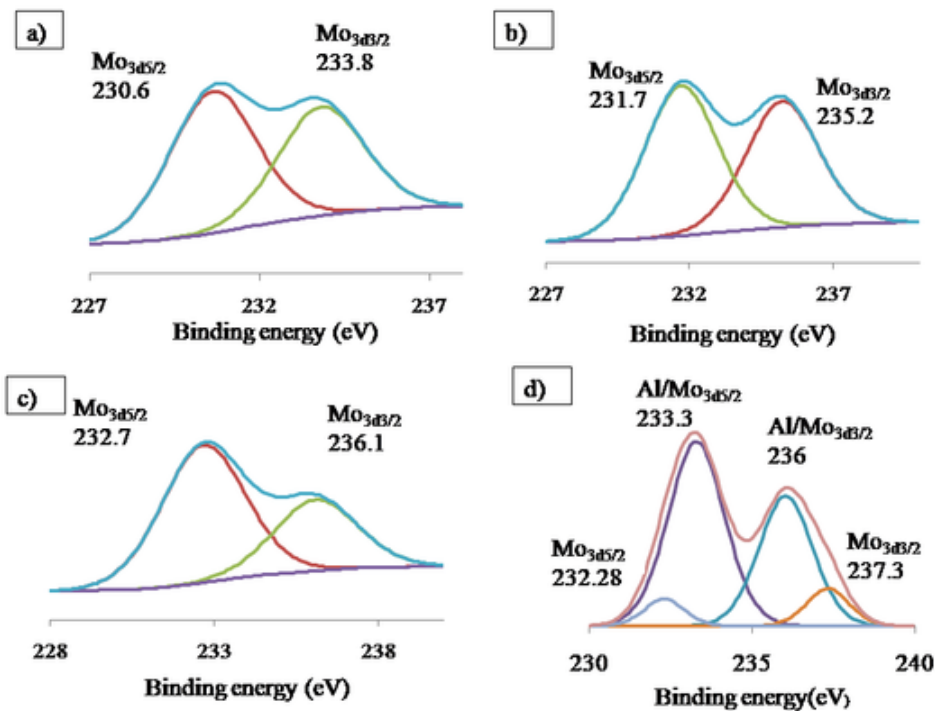 a)
Mo3d5/2
230.6
Mo3d3/2
233.8
227 232 237
Binding energy (eV)
b)
Mo3d5/2
231.7
Mo3d3/2
235.2
227 232 237
Binding energy (eV)
c)
Mo3d5/2
232.7
Mo3d3/2
236.1
228 233 238
Binding energy (eV)
d)
Al/Mo3d5/2
233.3
Al/Mo3d3/2
236
Mo3d5/2
232.28
Mo3d3/2
237.3
230 235 240
Binding energy(eV)